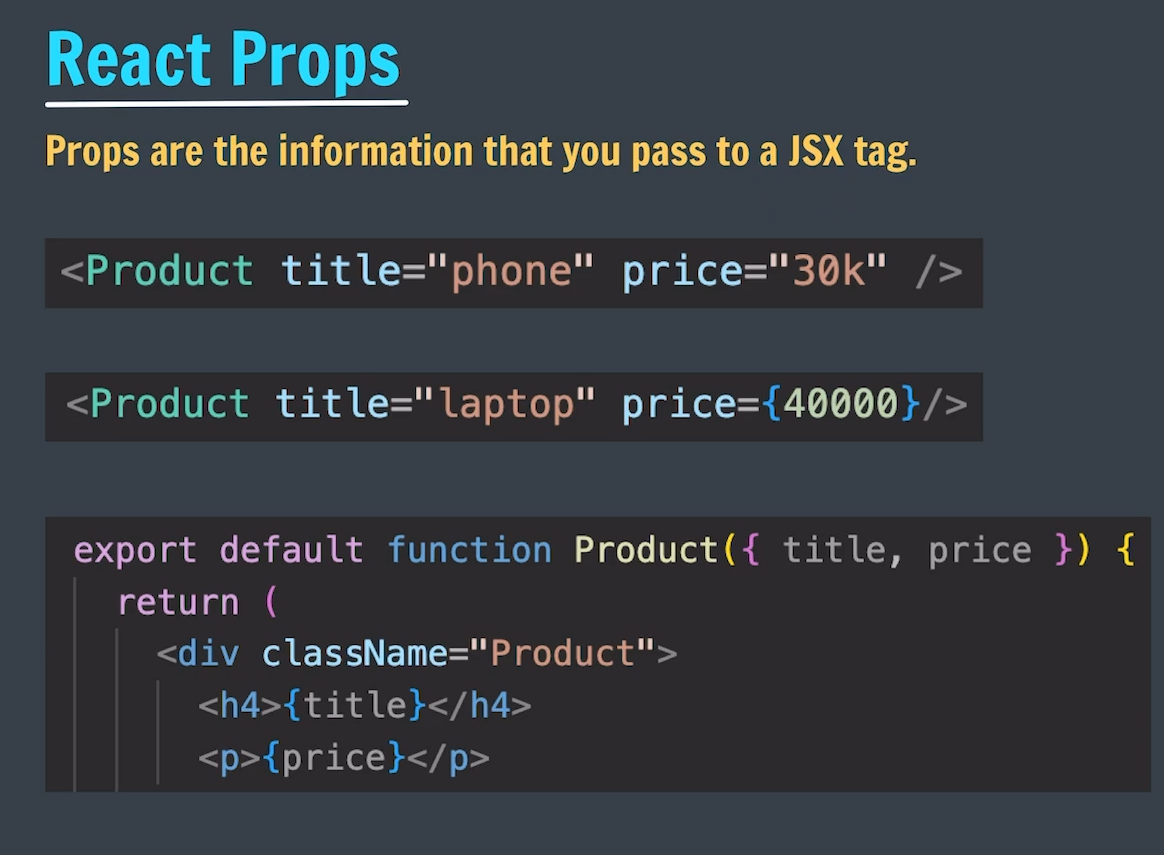 React Props
Props are the information that you pass to a JSX tag.
<Product title="phone" price="30k" />
<Product title="laptop" price={40000}/>
export default function Product({ title, price }) {
return (
<div className="Product">
<h4>{title}</h4>
<p>{price}</p>